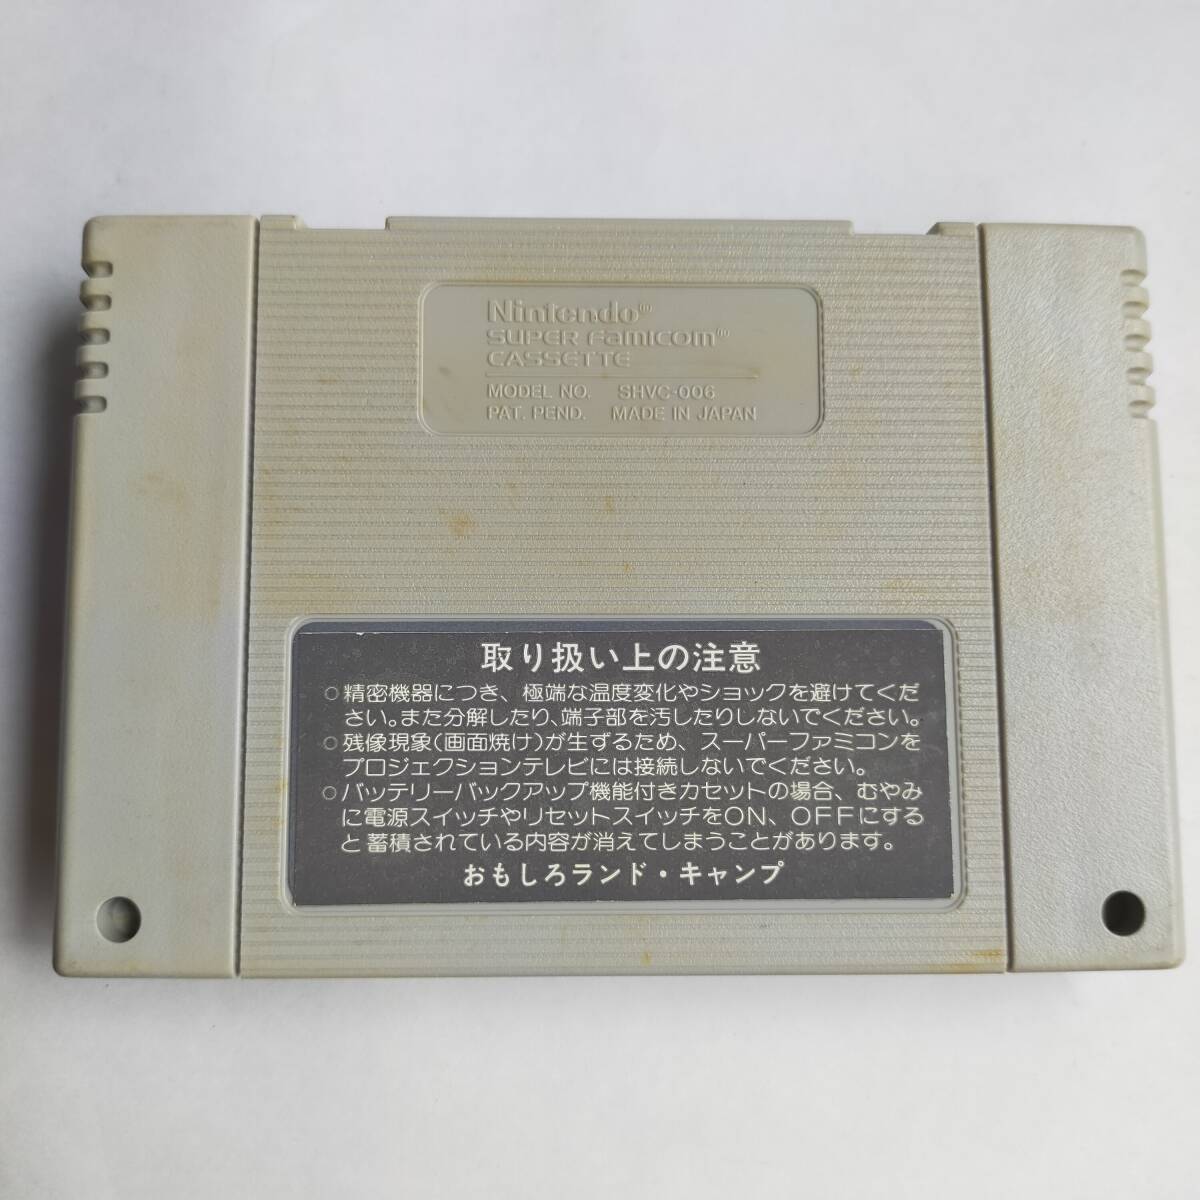 Nintendo®
SUPER Famicom®
CASSETTE
MODEL NO. SHVC-006
PAT. PEND. MADE IN JAPAN
取り扱い上の注意
○精密機器につき、極端な温度変化やショックを避けてくだ
さい。また分解したり、端子部を汚したりしないでください。
○残像現象(画面焼け)が生ずるため、スーパーファミコンを
プロジェクションテレビには接続しないでください。
○バッテリーバックアップ機能付きカセットの場合、むやみ
に電源スイッチやリセットスイッチをON、OFFにする
と蓄積されている内容が消えてしまうことがあります。
おもしろランド・キャンプ